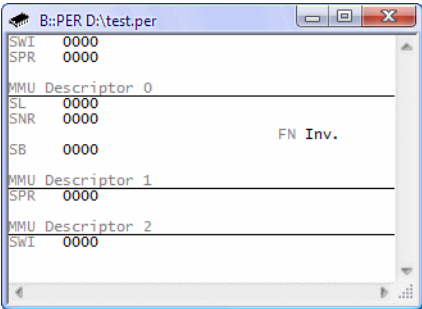 B::PER D:\test.per
SWI 0000
SPR 0000
MMU Descriptor 0
SL 0000
SNR 0000
FN Inv.
SB 0000
MMU Descriptor 1
SPR 0000
MMU Descriptor 2
SWI 0000